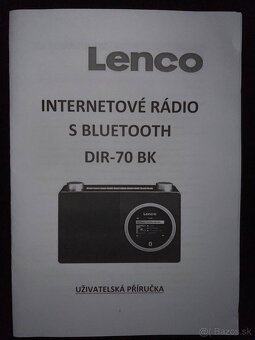 Lenco
INTERNETOVÉ RÁDIO
S BLUETOOTH
DIR-70 BK
Lenco
UŽIVATELSKÁ PŘÍRUČKA
bazos.sk